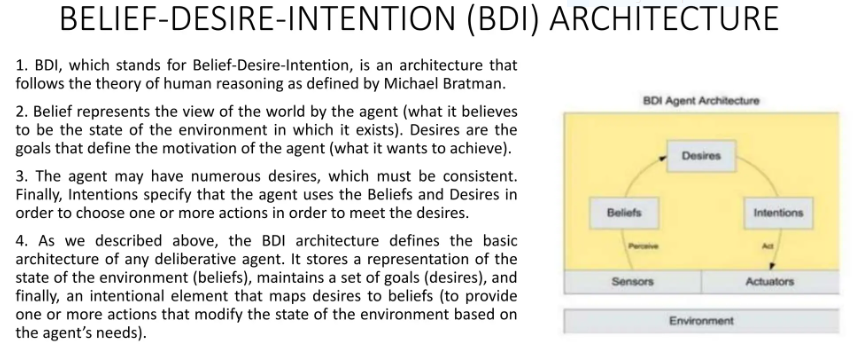 BELIEF-DESIRE-INTENTION (BDI) ARCHITECTURE
1. BDI, which stands for Belief-Desire-Intention, is an architecture that
follows the theory of human reasoning as defined by Michael Bratman.
2. Belief represents the view of the world by the agent (what it believes
to be the state of the environment in which it exists). Desires are the
goals that define the motivation of the agent (what it wants to achieve).
3. The agent may have numerous desires, which must be consistent.
Finally, Intentions specify that the agent uses the Beliefs and Desires in
order to choose one or more actions in order to meet the desires.
4. As we described above, the BDI architecture defines the basic
architecture of any deliberative agent. It stores a representation of the
state of the environment (beliefs), maintains a set of goals (desires), and
finally, an intentional element that maps desires to beliefs (to provide
one or more actions that modify the state of the environment based on
the agent's needs).
BDI Agent Architecture
Desires
Beliefs
Intentions
Perceive
Act
Sensors
Actuators
Environment